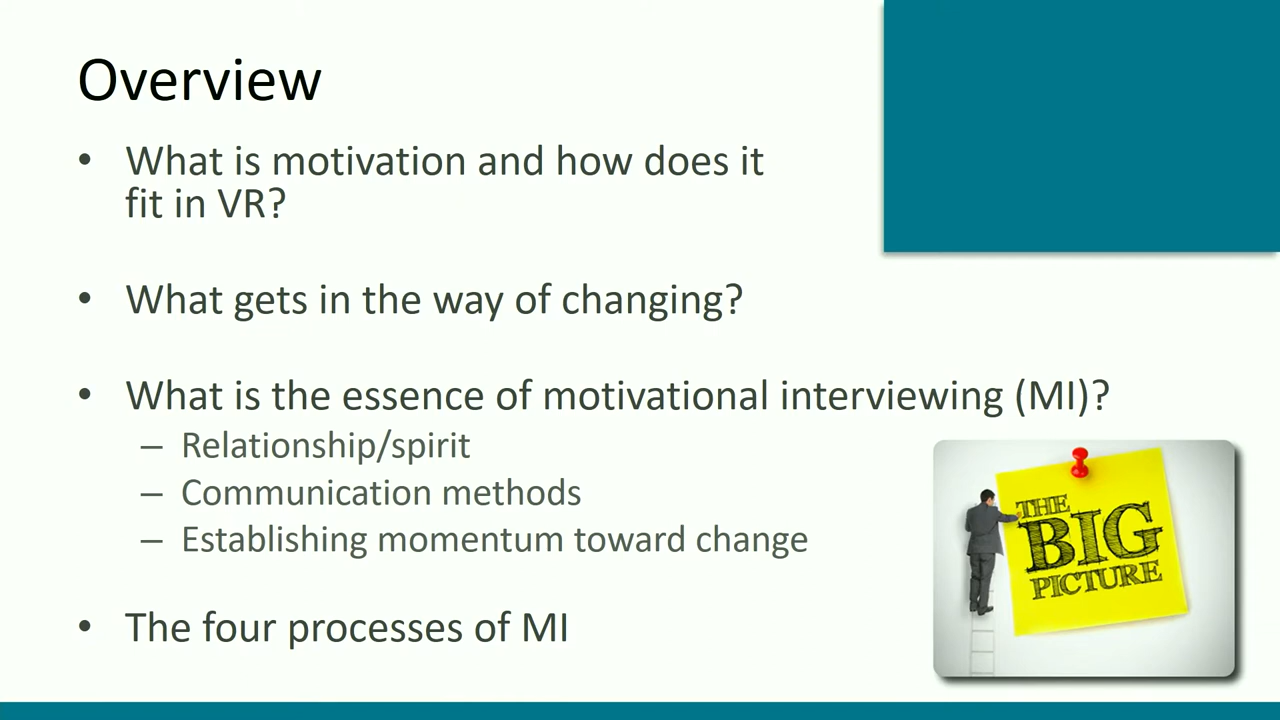 Overview
• What is motivation and how does it
fit in VR?
• What gets in the way of changing?
• What is the essence of motivational interviewing (MI)?
– Relationship/spirit
– Communication methods
– Establishing momentum toward change
• The four processes of MI
THE
BIG
PICTURE